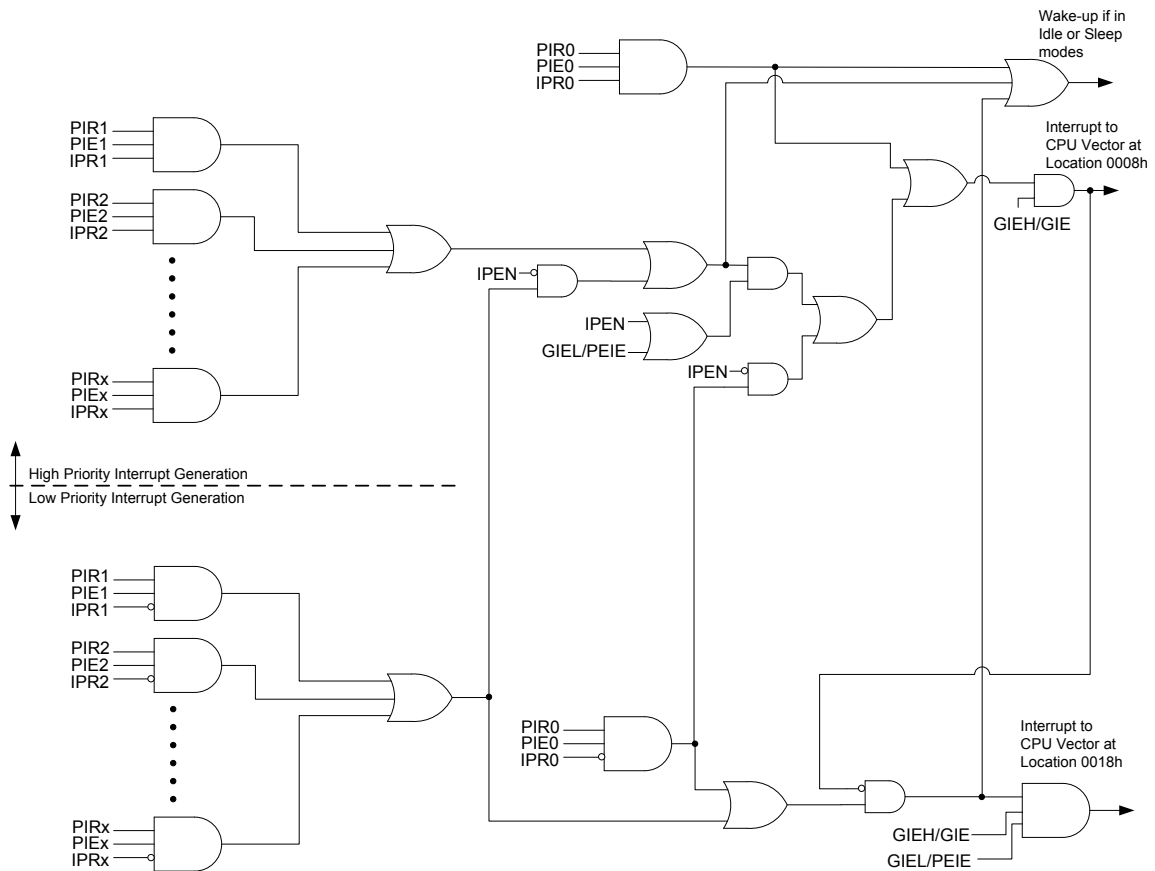 Wake-up if in
Idle or Sleep
modes
PIR0
PIE0
IPR0
Interrupt to
CPU Vector at
Location 0008h
PIR1
PIE1
IPR1
PIR2
PIE2
IPR2
GIEH/GIE
IPEN
IPEN
GIEL/PEIE
IPEN
PIRx
PIEx
IPRx
High Priority Interrupt Generation
Low Priority Interrupt Generation
PIR1
PIE1
IPR1
PIR2
PIE2
IPR2
PIR0
PIE0
IPR0
Interrupt to
CPU Vector at
Location 0018h
PIRx
PIEx
IPRx
GIEH/GIE
GIEL/PEIE